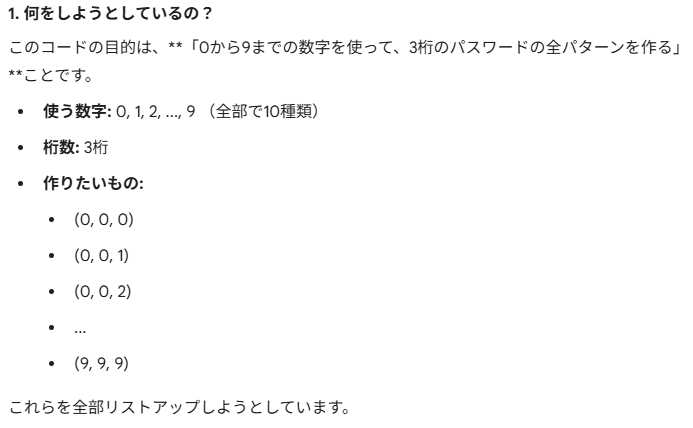 1. 何をしようとしているの？
このコードの目的は、**「0から9までの数字を使って、3桁のパスワードの全パターンを作る」
**ことです。
• 使う数字: 0, 1, 2, ..., 9 （全部で10種類）
• 桁数: 3桁
• 作りたいもの:
• (0, 0, 0)
• (0, 0, 1)
• (0, 0, 2)
• ...
• (9, 9, 9)
これらを全部リストアップしようとしています。